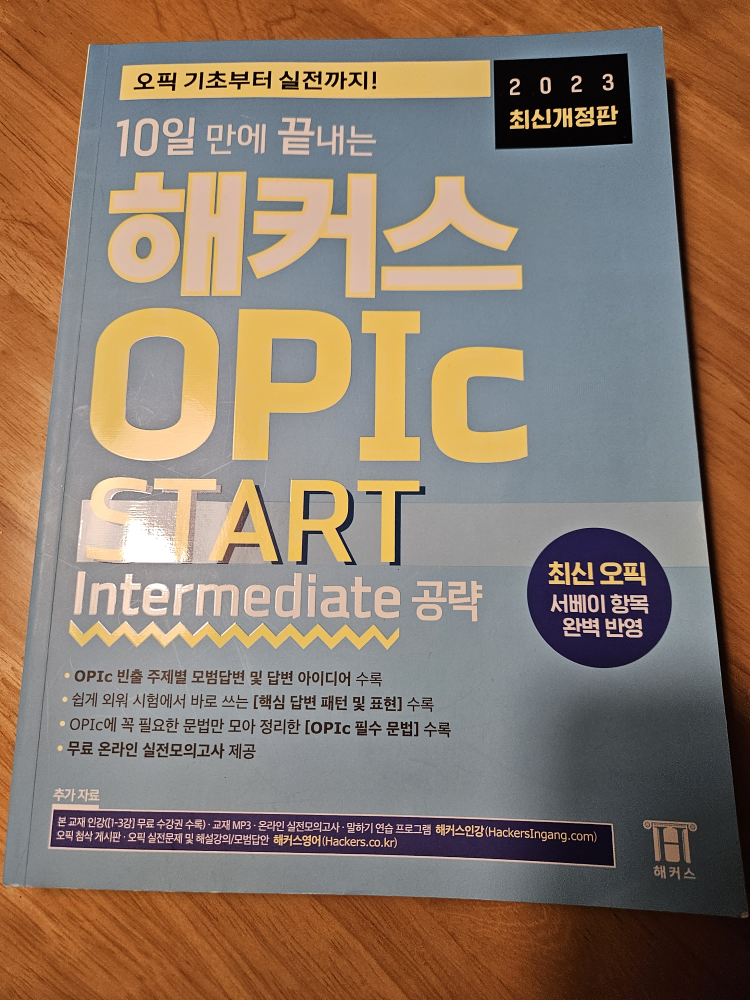 오픽 기초부터 실전까지!
2023
최신개정판
10일 만에 끝내는
해커스
OPIc
START
Intermediate 공략
최신 오픽
서베이 항목
완벽 반영
• OPIc 빈출 주제별 모범답변 및 답변 아이디어 수록
• 쉽게 외워 시험에서 바로 쓰는 [핵심 답변 패턴 및 표현] 수록
• OPIc에 꼭 필요한 문법만 모아 정리한 [OPIc 필수 문법] 수록
• 무료 온라인 실전모의고사 제공
추가 자료
본 교재 인강([1-3강] 무료 수강권 수록) · 교재 MP3 · 온라인 실전모의고사 · 말하기 연습 프로그램 해커스인강(HackersIngang.com)
오픽 첨삭 게시판 · 오픽 실전문제 및 해설강의/모범답안 해커스영어(Hackers.co.kr)
해커스